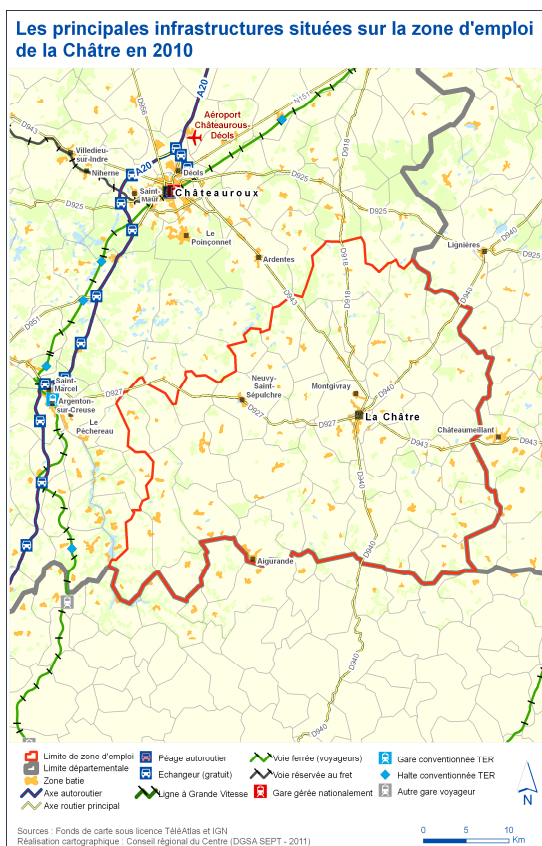 Les principales infrastructures situées sur la zone d'emploi
de la Châtre en 2010
A20
D956
N151
Aéroport
Châteauroux-
Déols
D943
D918
Villedieu-
sur-Indre
Niherne
A20
Déols
Saint-
Maur
Châteauroux
D925
D925
Le
Poinçonnet
D940
Lignières
D925
Ardentes
D918
D943
D918
D940
D951
Saint-
Marcel
D927
Argenton-
sur-Creuse
Neuvy-
Saint-
Sépulchre
Montgivray
Le
Pêchereau
D927
D927
La Châtre
Châteaumeillant
D943
D943
D940
D940
Aigurande
D940
D940
Limite de zone d'emploi
Péage autoroutier
Voie ferrée (voyageurs)
Gare conventionnée TER
Limite départementale
Echangeur (gratuit)
Voie réservée au fret
Halte conventionnée TER
Zone batie
Axe autoroutier
Ligne à Grande Vitesse
Gare gérée nationalement
Autre gare voyageur
Axe routier principal
N
Sources : Fonds de carte sous licence TéléAtlas et IGN
Réalisation cartographique : Conseil régional du Centre (DGSA SEPT - 2011)
0 5 10
Km